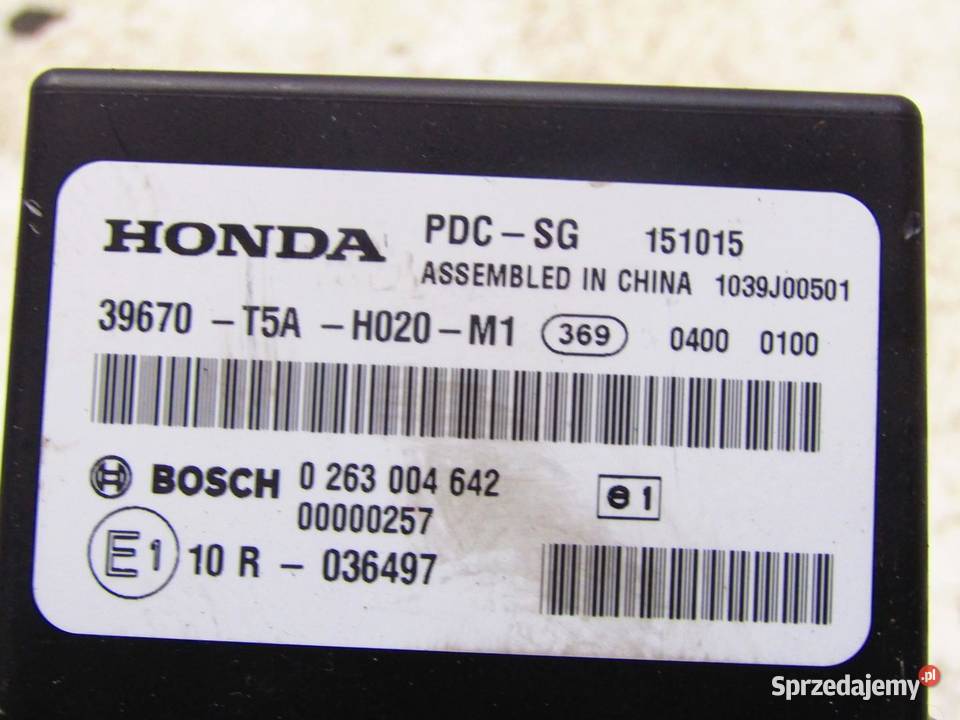 HONDA PDC-SG 151015
ASSEMBLED IN CHINA 1039J00501
39670-T5A-H020-M1 369 0400 0100
BOSCH 0 263 004 642
00000257
e1
E1 10 R - 036497
Sprzedajemy.pl